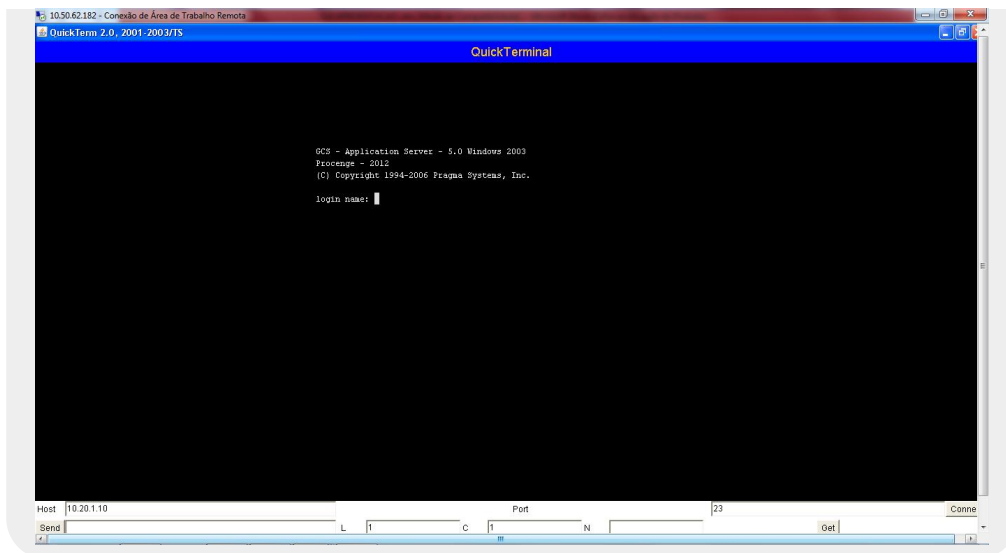 10.50.62.182 - Conexão de Área de Trabalho Remota
QuickTerm 2.0, 2001-2003/TS
QuickTerminal
GCS - Application Server - 5.0 Windows 2003
Procenge - 2012
(C) Copyright 1994-2006 Pragma Systems, Inc.
login name:
Host 10.20.1.10 Port 23 Conne
Send L 1 C 1 N Get